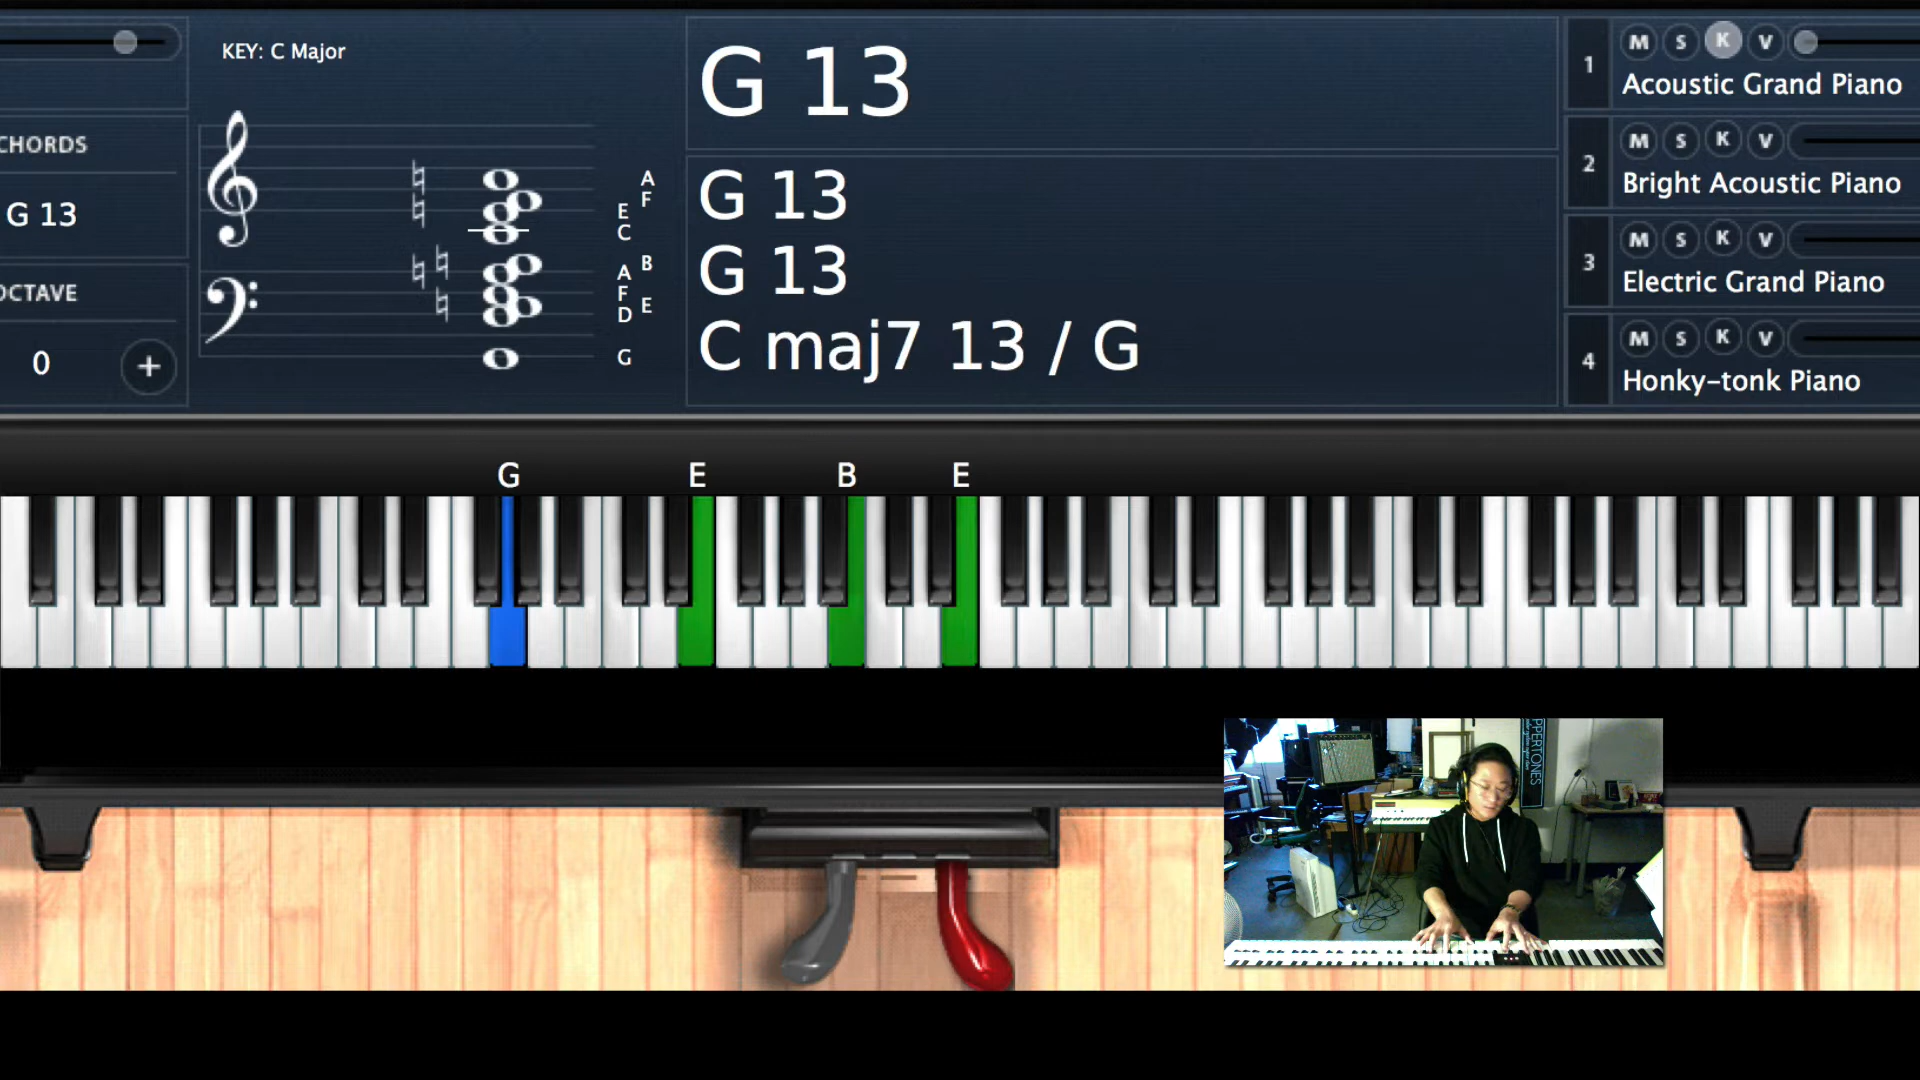 KEY: C Major
CHORDS
G 13
OCTAVE
0
+
A
F
E
C
B
A
F
E
D
G
G 13
G 13
G 13
C maj7 13 / G
1
M S K V
Acoustic Grand Piano
2
M S K V
Bright Acoustic Piano
3
M S K V
Electric Grand Piano
4
M S K V
Honky-tonk Piano
G E B E
PPERTONES